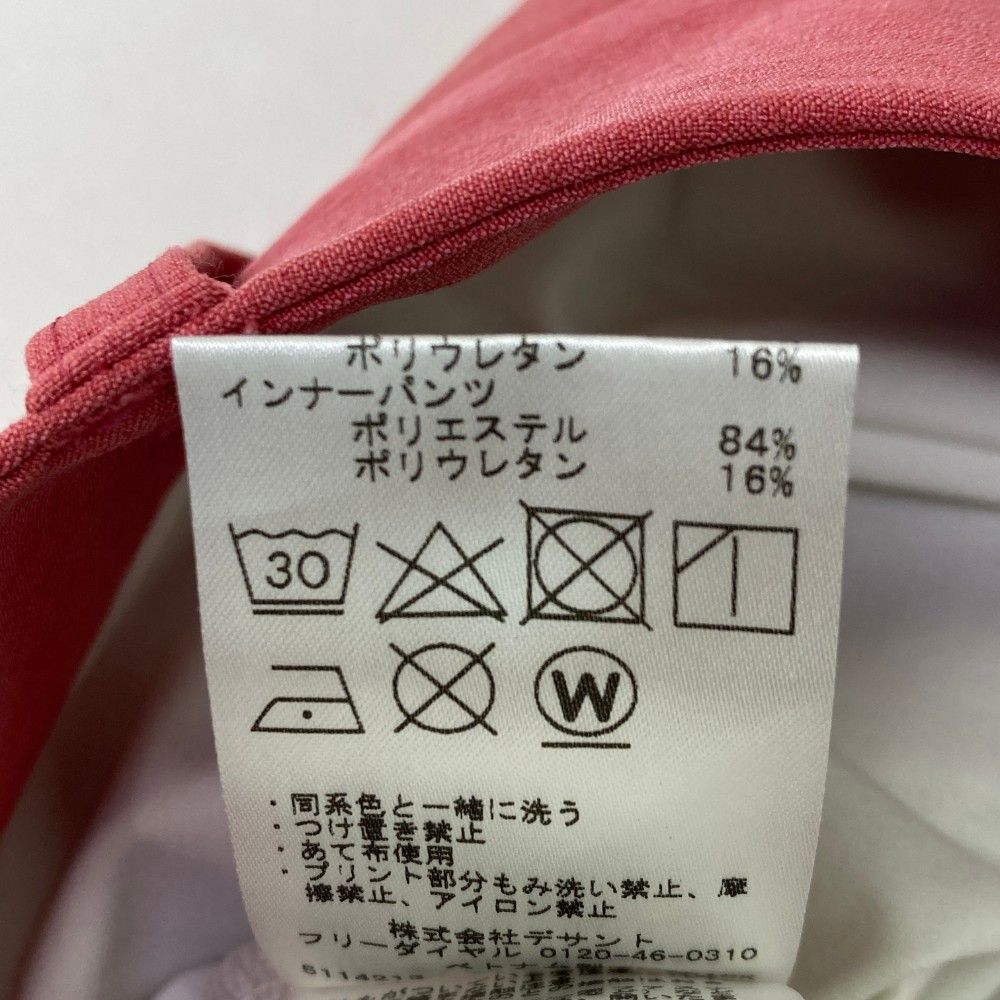 ポリウレタン 16%
インナーパンツ
ポリエステル 84%
ポリウレタン 16%
30
W
・同系色と一緒に洗う
・つけ置き禁止
・あて布使用
・プリント部分もみ洗い禁止、摩
擦禁止、アイロン禁止
株式会社デサント
フリーダイヤル 0120-46-0310